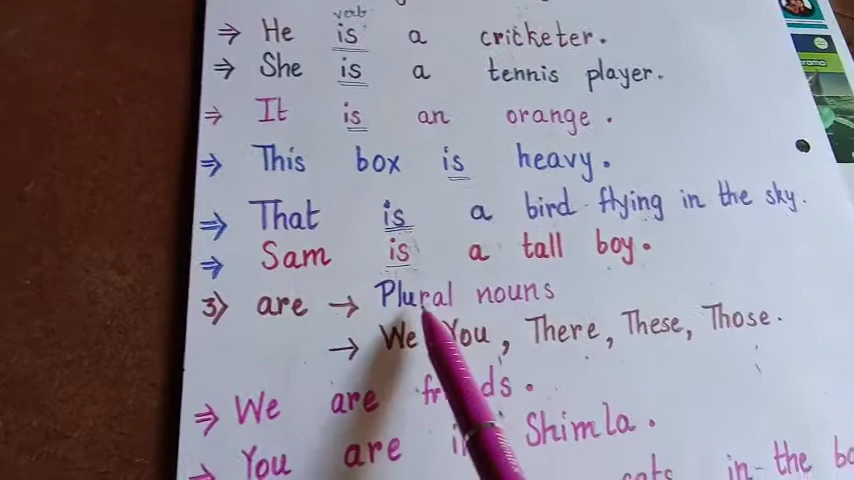 verb
⇒ He is a cricketer.
⇒ She is a tennis player.
⇒ It is an orange.
⇒ This box is heavy.
⇒ That is a bird flying in the sky.
⇒ Sam is a tall boy.
3) are → Plural nouns
→ We You, There, These, Those.
⇒ We are .
⇒ You are Shimla.
in the